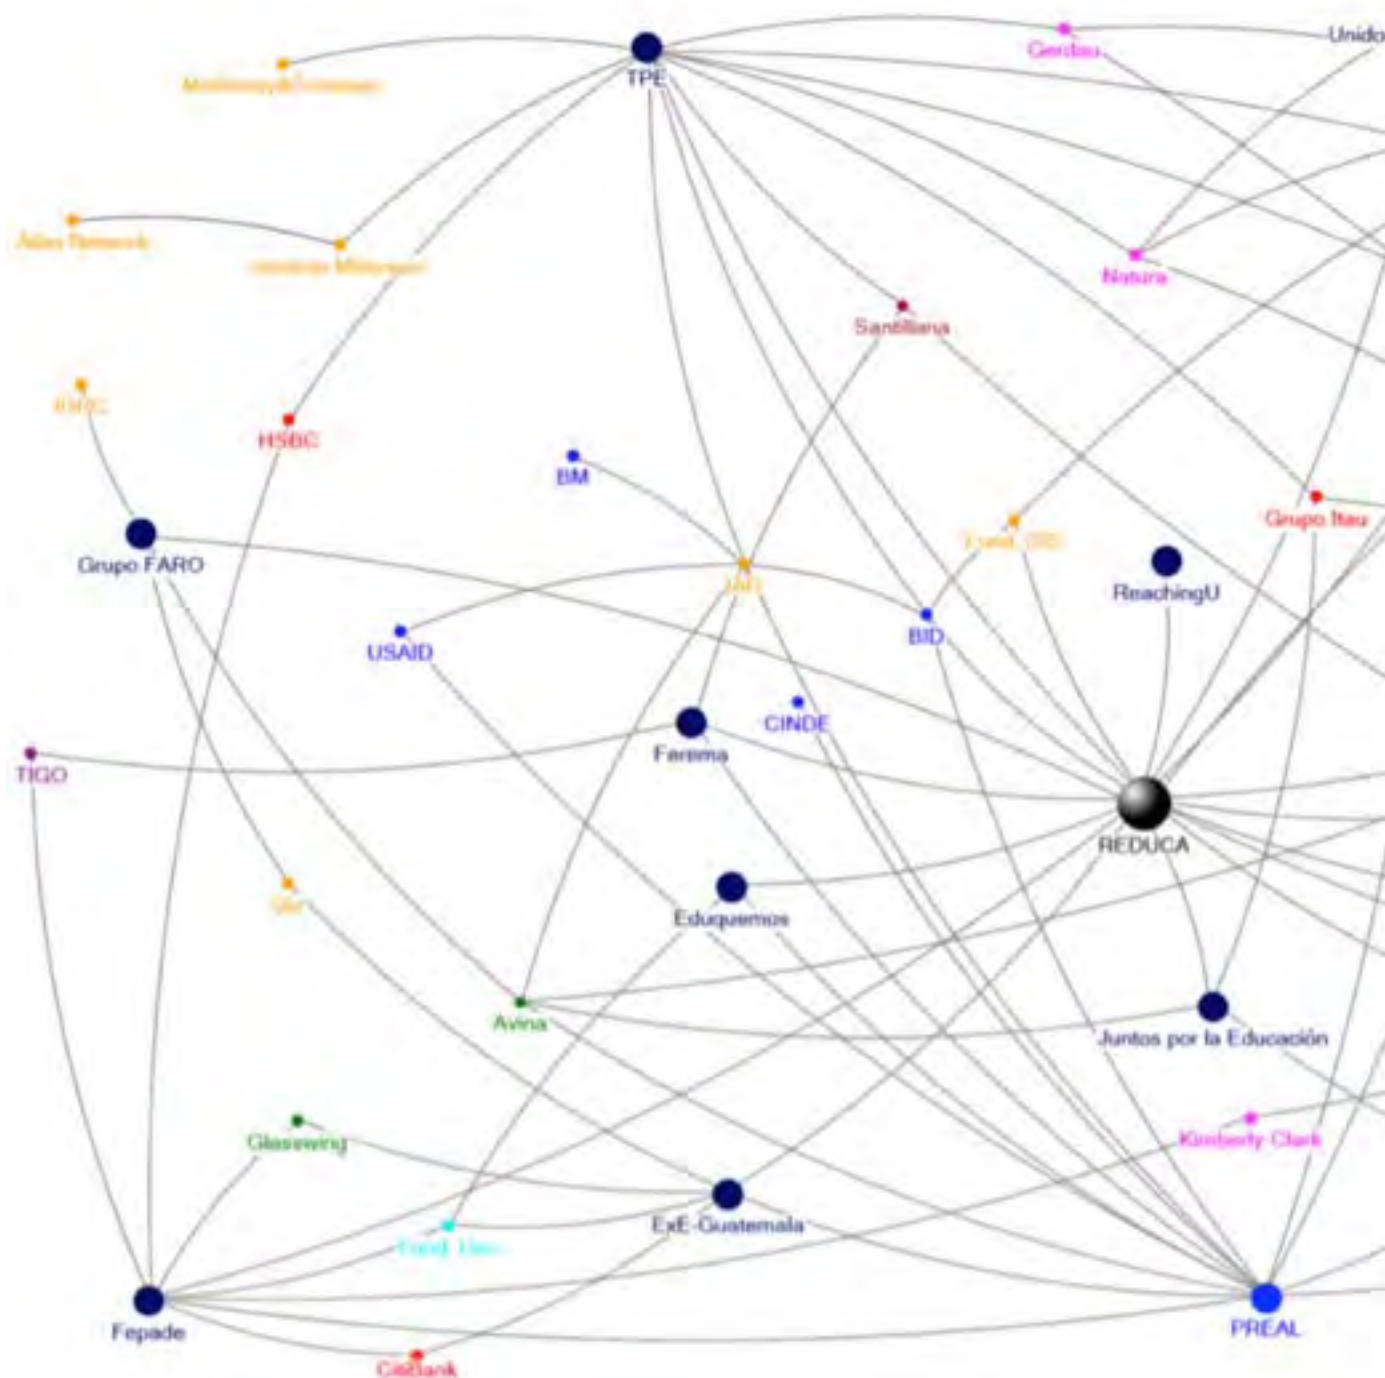 Unido
Gerdau
TPE
Natura
Santillana
HSBC
BM
Grupo Itau
Grupo FARO
ReachingU
BID
USAID
CINDE
Ferema
TIGO
REDUCA
Eduquemos
Avina
Juntos por la Educación
Glasswing
Kimberly Clark
ExE-Guatemala
Fepade
PREAL
CitiBank